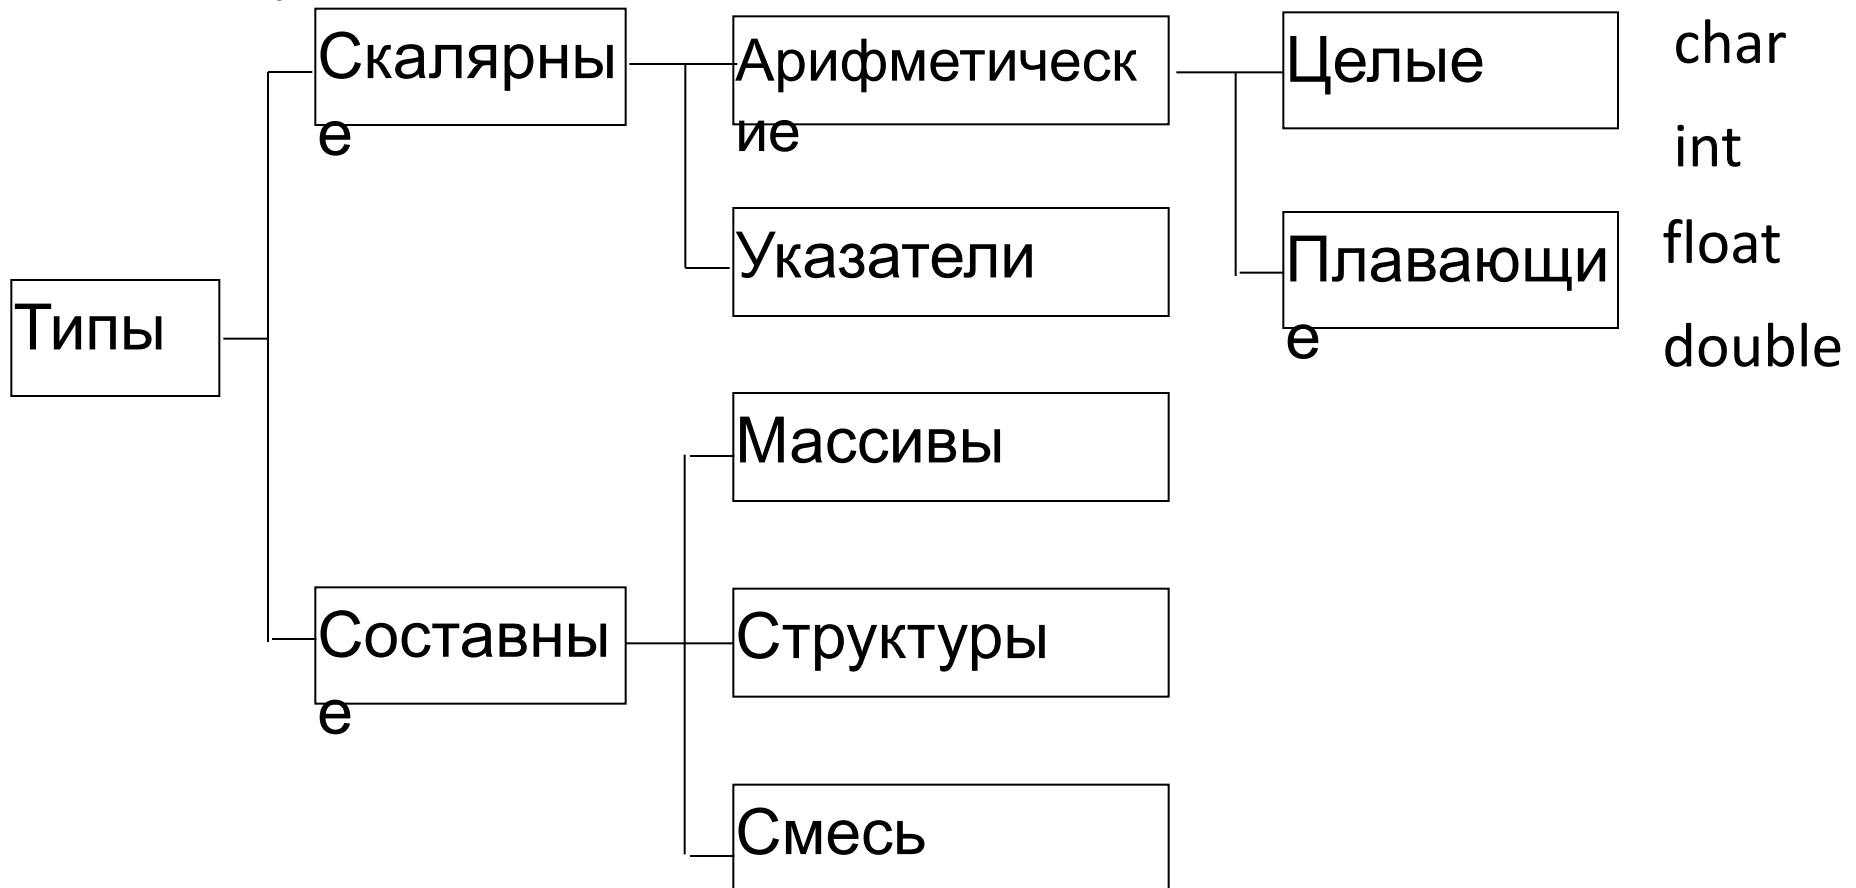 Скалярны
е
Арифметическ
ие
Целые
char
int
Указатели
Плавающи
е
float
double
Типы
Массивы
Составны
е
Структуры
Смесь